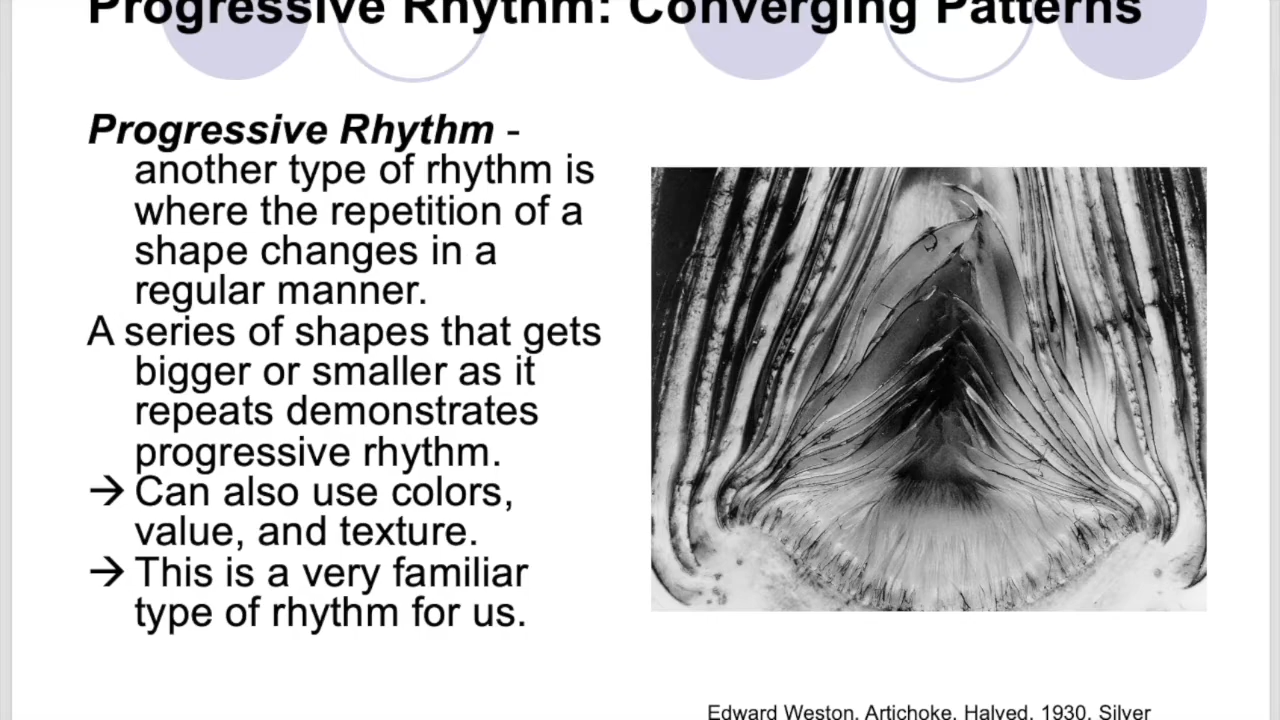 Progressive Rhythm: Converging Patterns
Progressive Rhythm -
another type of rhythm is
where the repetition of a
shape changes in a
regular manner.
A series of shapes that gets
bigger or smaller as it
repeats demonstrates
progressive rhythm.
→ Can also use colors,
value, and texture.
→ This is a very familiar
type of rhythm for us.
Edward Weston, Artichoke, Halved, 1930, Silver